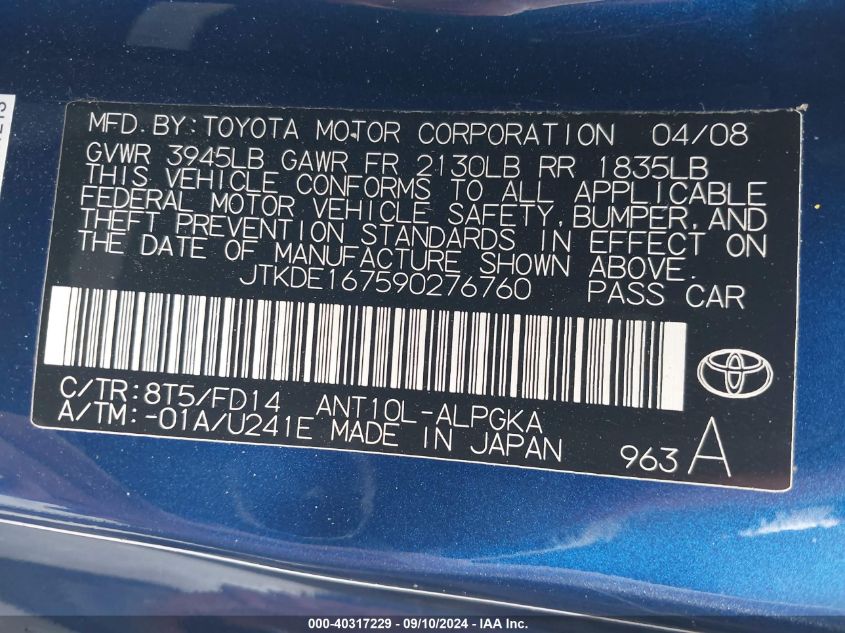 MFD. BY: TOYOTA MOTOR CORPORATION 04/08
GVWR 3945LB GAWR FR 2130LB RR 1835LB
THIS VEHICLE CONFORMS TO ALL APPLICABLE
FEDERAL MOTOR VEHICLE SAFETY, BUMPER, AND
THEFT PREVENTION STANDARDS IN EFFECT ON
THE DATE OF MANUFACTURE SHOWN ABOVE.
JTKDE167590276760 PASS CAR
C/TR: 8T5/FD14 ANT10L-ALPGKA
A/TM: -01A/U241E MADE IN JAPAN
963 A
000-40317229 - 09/10/2024 - IAA Inc.